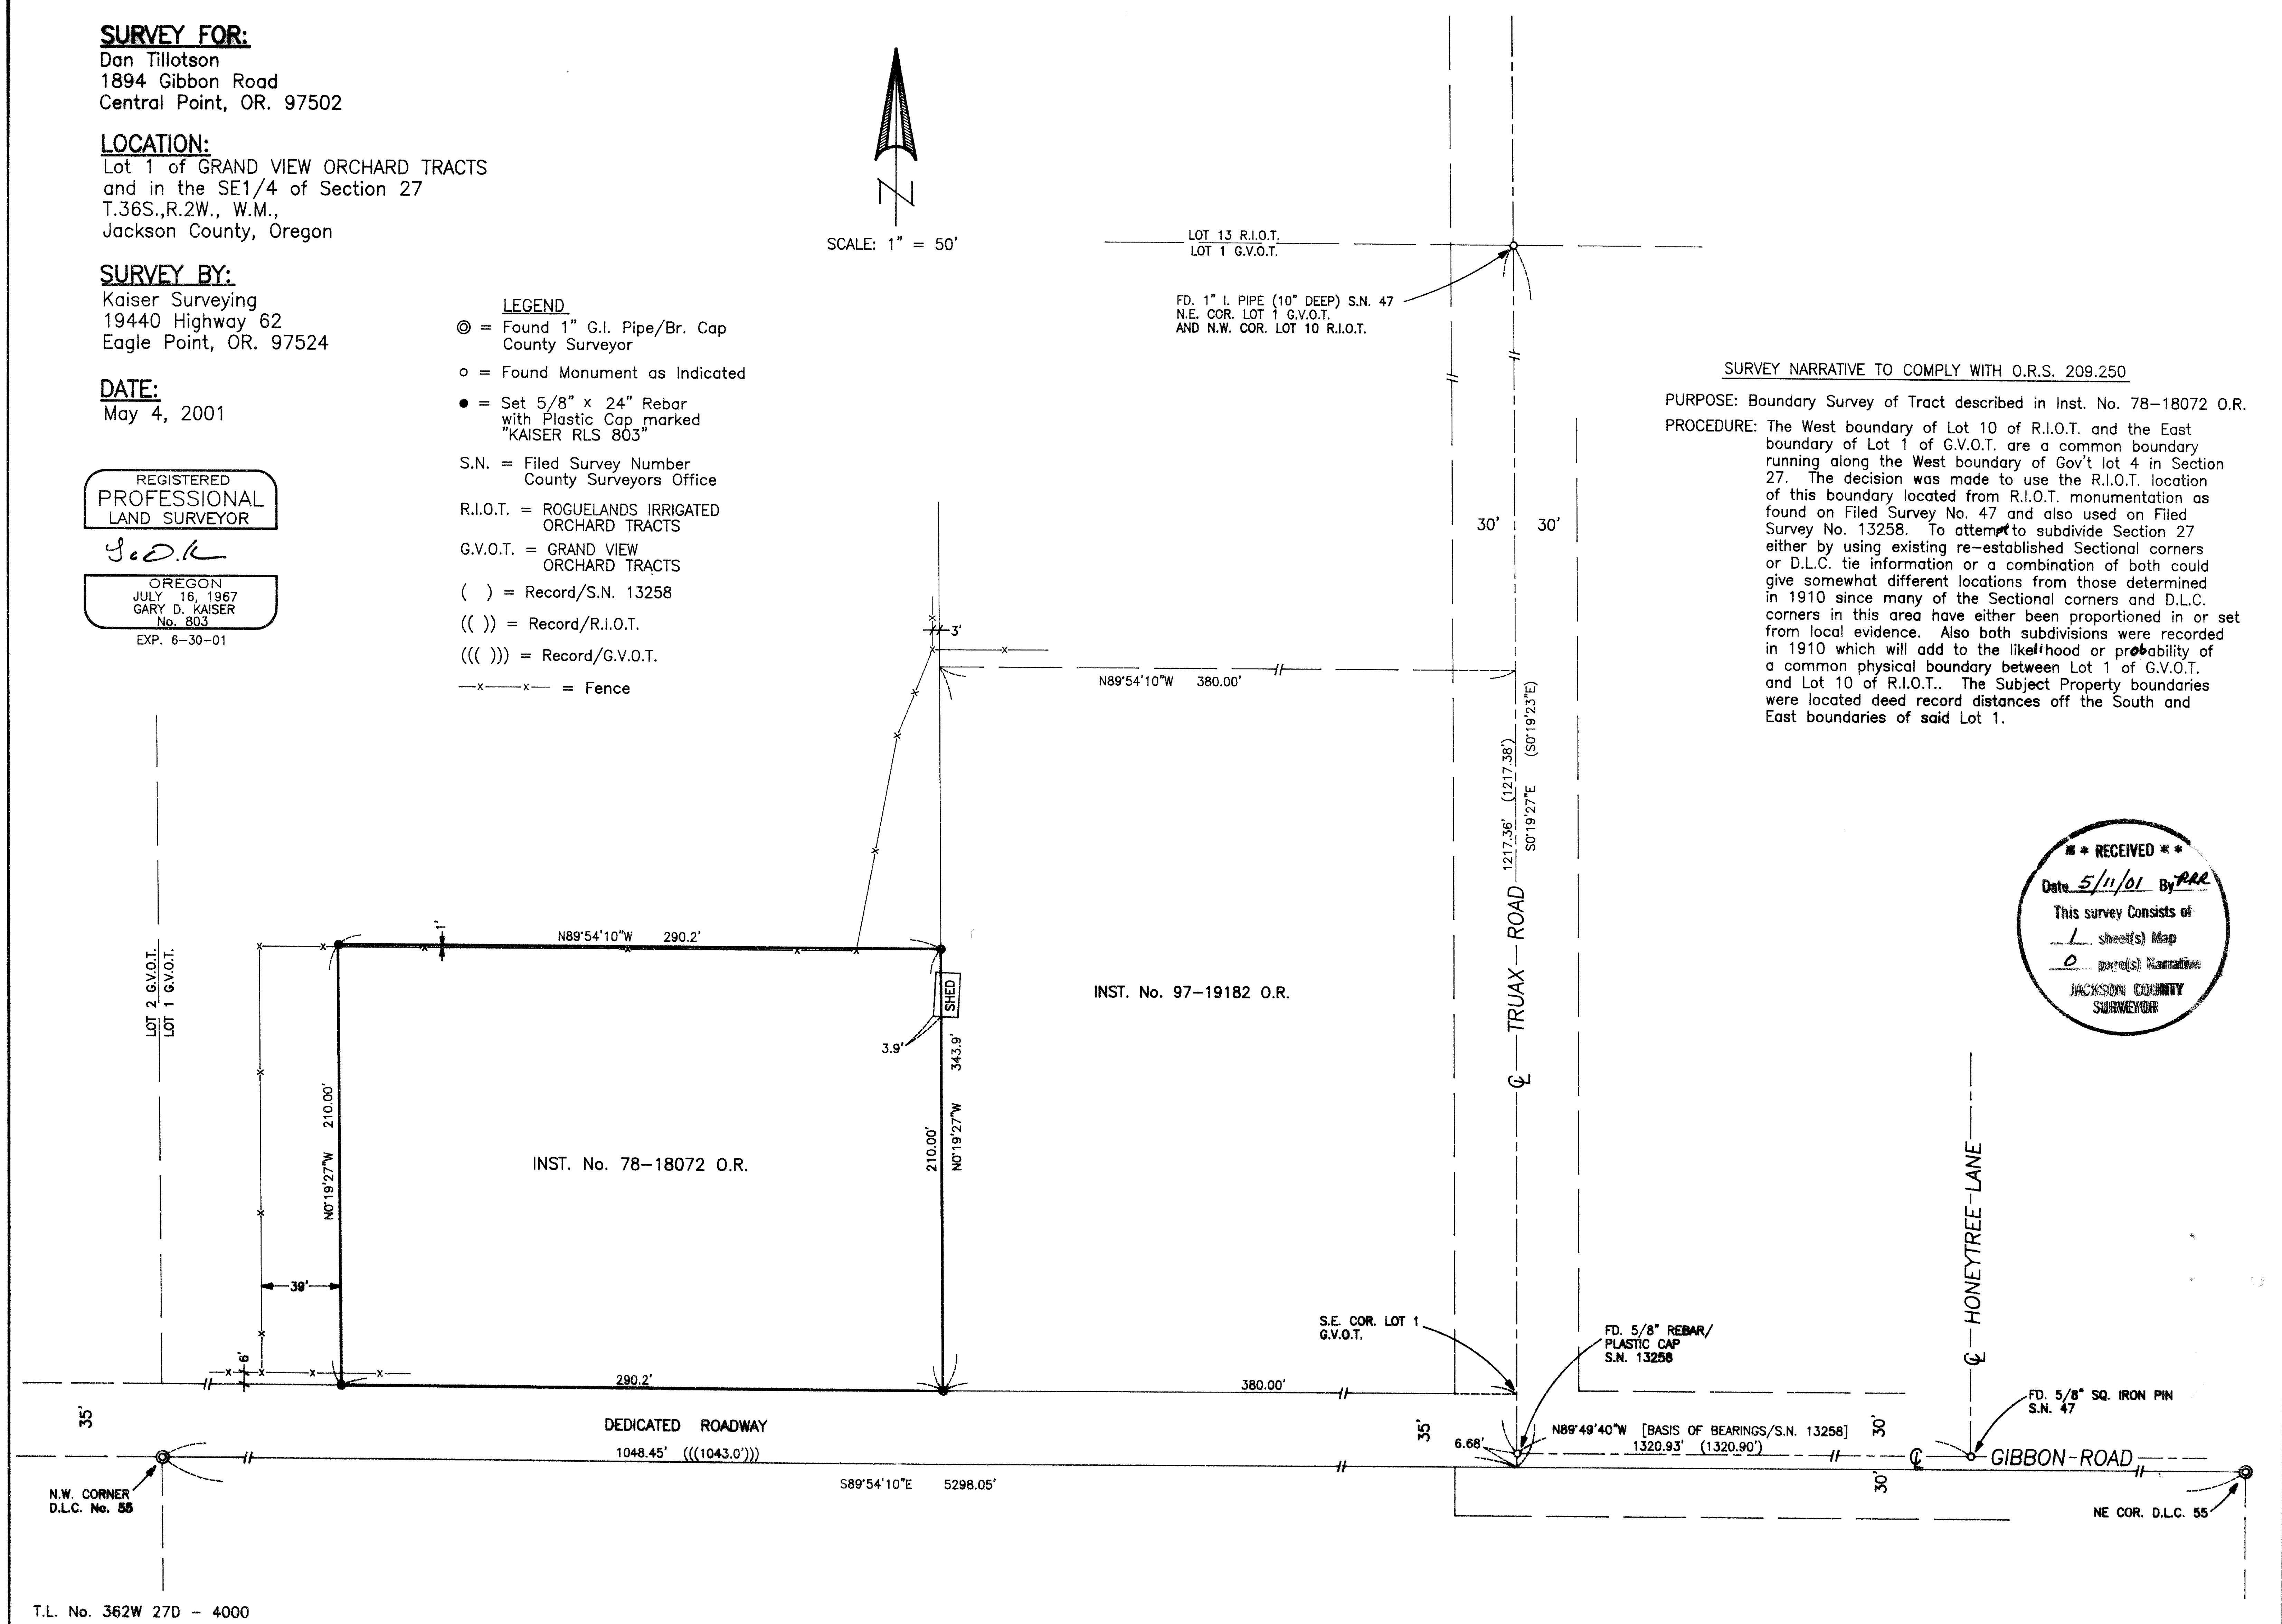 SURVEY FOR:
Dan Tillotson
1894 Gibbon Road
Central Point, OR. 97502
LOCATION:
Lot 1 of GRAND VIEW ORCHARD TRACTS
and in the SE1/4 of Section 27
T.36S.,R.2W., W.M.,
Jackson County, Oregon
SURVEY BY:
Kaiser Surveying
19440 Highway 62
Eagle Point, OR. 97524
DATE:
May 4, 2001
REGISTERED
PROFESSIONAL
LAND SURVEYOR
OREGON
JULY 16, 1967
GARY D. KAISER
No. 803
EXP. 6-30-01
LEGEND
◎ = Found 1" G.I. Pipe/Br. Cap
County Surveyor
o = Found Monument as Indicated
● = Set 5/8" x 24" Rebar
with Plastic Cap marked
"KAISER RLS 803"
S.N. = Filed Survey Number
County Surveyors Office
R.I.O.T. = ROGUELANDS IRRIGATED
ORCHARD TRACTS
G.V.O.T. = GRAND VIEW
ORCHARD TRACTS
( ) = Record/S.N. 13258
(( )) = Record/R.I.O.T.
((( ))) = Record/G.V.O.T.
—x——x— = Fence
N
SCALE: 1" = 50'
LOT 13 R.I.O.T.
LOT 1 G.V.O.T.
FD. 1" I. PIPE (10" DEEP) S.N. 47
N.E. COR. LOT 1 G.V.O.T.
AND N.W. COR. LOT 10 R.I.O.T.
SURVEY NARRATIVE TO COMPLY WITH O.R.S. 209.250
PURPOSE: Boundary Survey of Tract described in Inst. No. 78-18072 O.R.
PROCEDURE: The West boundary of Lot 10 of R.I.O.T. and the East
boundary of Lot 1 of G.V.O.T. are a common boundary
running along the West boundary of Gov't lot 4 in Section
27. The decision was made to use the R.I.O.T. location
of this boundary located from R.I.O.T. monumentation as
found on Filed Survey No. 47 and also used on Filed
Survey No. 13258. To attempt to subdivide Section 27
either by using existing re-established Sectional corners
or D.L.C. tie information or a combination of both could
give somewhat different locations from those determined
in 1910 since many of the Sectional corners and D.L.C.
corners in this area have either been proportioned in or set
from local evidence. Also both subdivisions were recorded
in 1910 which will add to the likelihood or probability of
a common physical boundary between Lot 1 of G.V.O.T.
and Lot 10 of R.I.O.T.. The Subject Property boundaries
were located deed record distances off the South and
East boundaries of said Lot 1.
30' 30'
3'
N89°54'10"W 380.00'
1217.36' (1217.38')
S0°19'27"E (S0°19'23"E)
℄ TRUAX ROAD
* * RECEIVED * *
Date 5/11/01 By RRR
This survey Consists of
1 sheet(s) Map
0 page(s) Narrative
JACKSON COUNTY
SURVEYOR
LOT 2 G.V.O.T.
LOT 1 G.V.O.T.
1'
N89°54'10"W 290.2'
SHED
3.9'
INST. No. 97-19182 O.R.
N0°19'27"W 210.00'
INST. No. 78-18072 O.R.
210.00'
N0°19'27"W 343.9'
39'
6'
290.2'
380.00'
S.E. COR. LOT 1
G.V.O.T.
FD. 5/8" REBAR/
PLASTIC CAP
S.N. 13258
℄ HONEYTREE LANE
FD. 5/8" SQ. IRON PIN
S.N. 47
35'
DEDICATED ROADWAY
1048.45' (((1043.0')))
35'
6.68'
N89°49'40"W [BASIS OF BEARINGS/S.N. 13258]
1320.93' (1320.90')
30'
30'
℄ GIBBON ROAD
S89°54'10"E 5298.05'
N.W. CORNER
D.L.C. No. 55
NE COR. D.L.C. 55
T.L. No. 362W 27D - 4000